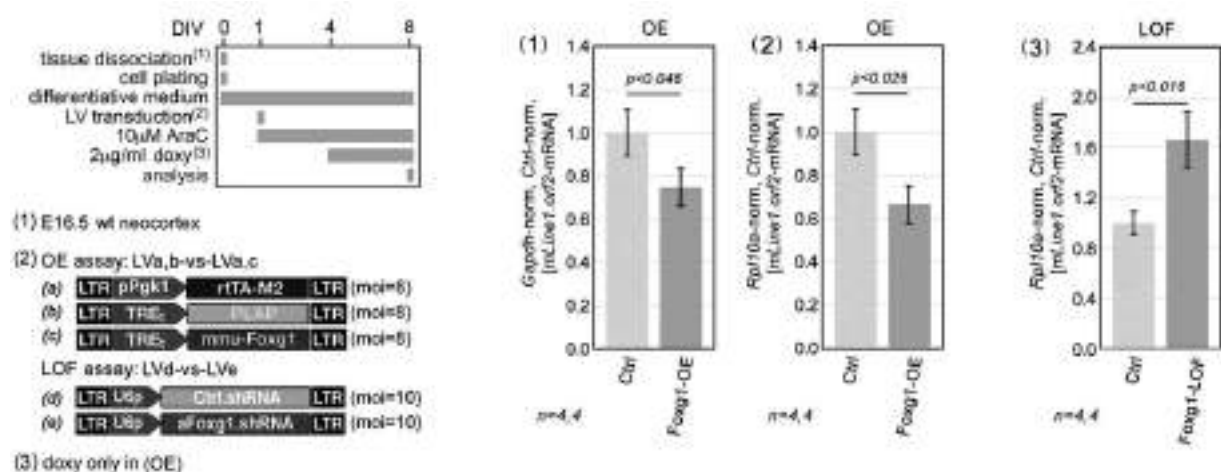 DIV 0 1 4 8
tissue dissociation(1)
cell plating
differentiative medium
LV transduction(2)
10μM AraC
2μg/ml doxy(3)
analysis
(1) E16.5 wt neocortex
(2) OE assay: LVa,b-vs-LVa,c
(a) LTR pPgk1 rtTA-M2 LTR (moi=8)
(b) LTR TRE PLAP LTR (moi=8)
(c) LTR TRE mmu-Foxg1 LTR (moi=8)
LOF assay: LVd-vs-LVe
(d) LTR U6p Ctrl.shRNA LTR (moi=10)
(e) LTR U6p aFoxg1.shRNA LTR (moi=10)
(3) doxy only in (OE)
(1) OE
Gapdh-norm, Ctrl-norm,
[mLine1.orf2-mRNA]
1.4
1.2
1.0
0.8
0.6
0.4
0.2
0.0
p<0.046
Ctrl
Foxg1-OE
n=4,4
(2) OE
Rpl10a-norm, Ctrl-norm,
[mLine1.orf2-mRNA]
1.4
1.2
1.0
0.8
0.6
0.4
0.2
0.0
p<0.026
Ctrl
Foxg1-OE
n=4,4
(3) LOF
Rpl10a-norm, Ctrl-norm,
[mLine1.orf2-mRNA]
2.4
2.0
1.6
1.2
0.8
0.4
0.0
p<0.016
Ctrl
Foxg1-LOF
n=4,4